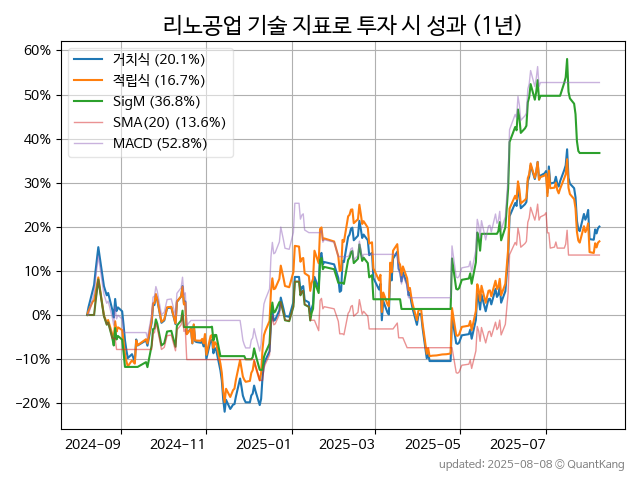 리노공업 기술 지표로 투자 시 성과 (1년)
거치식 (20.1%)
적립식 (16.7%)
SigM (36.8%)
SMA(20) (13.6%)
MACD (52.8%)
60%
50%
40%
30%
20%
10%
0%
−10%
−20%
2024-09
2024-11
2025-01
2025-03
2025-05
2025-07
updated: 2025-08-08 © QuantKang